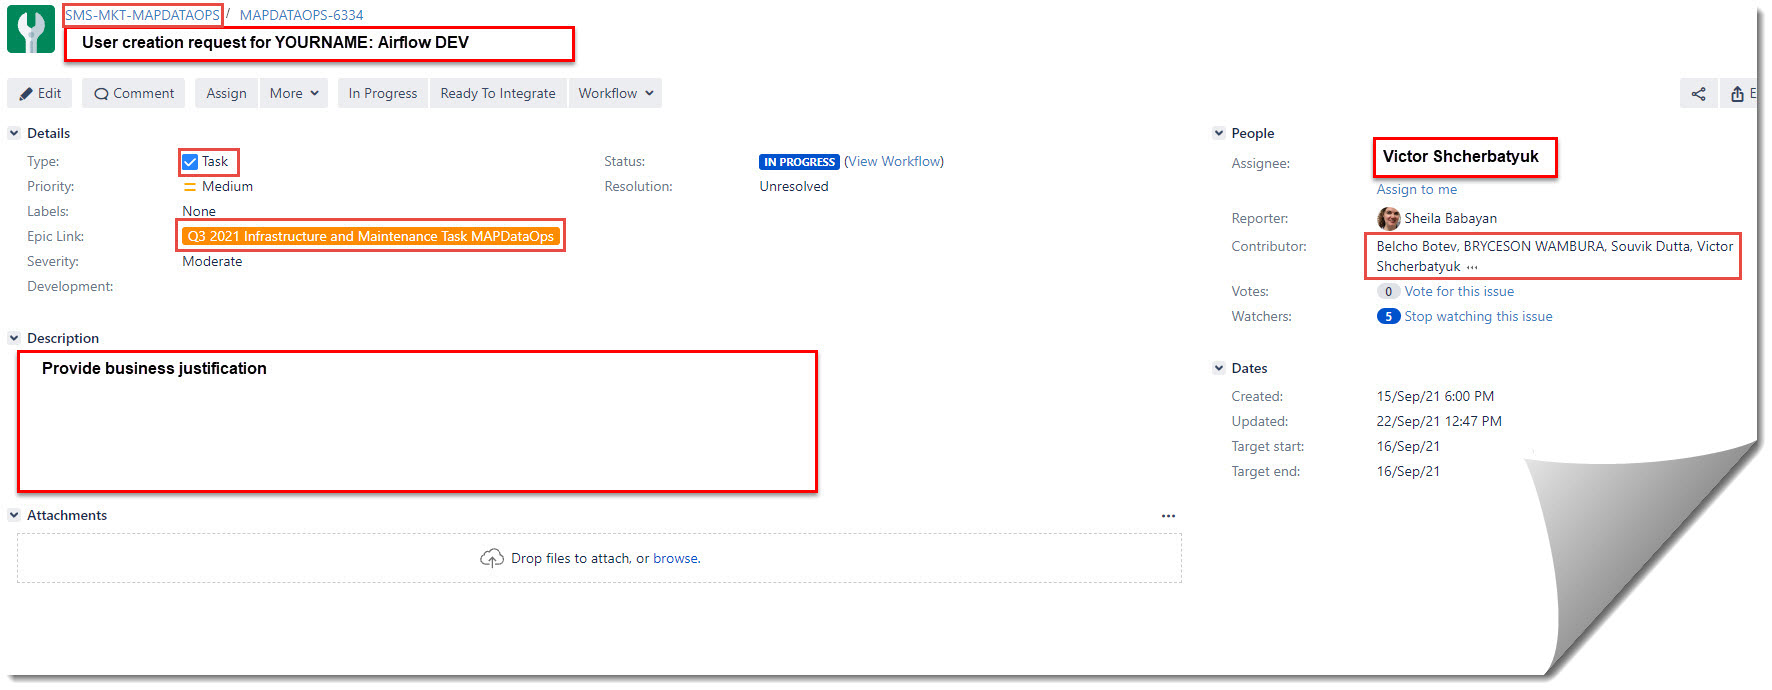 SMS-MKT-MAPDATAOPS / MAPDATAOPS-6334
User creation request for YOURNAME: Airflow DEV
Edit Comment Assign More In Progress Ready To Integrate Workflow E
Details
Type: Task
Priority: Medium
Labels: None
Epic Link: Q3 2021 Infrastructure and Maintenance Task MAPDataOps
Severity: Moderate
Development:
Status: IN PROGRESS (View Workflow)
Resolution: Unresolved
Description
Provide business justification
Attachments
Drop files to attach, or browse.
People
Assignee: Victor Shcherbatyuk
Assign to me
Reporter: Sheila Babayan
Contributor: Belcho Botev, BRYCESON WAMBURA, Souvik Dutta, Victor
Shcherbatyuk ...
Votes: 0 Vote for this issue
Watchers: 5 Stop watching this issue
Dates
Created: 15/Sep/21 6:00 PM
Updated: 22/Sep/21 12:47 PM
Target start: 16/Sep/21
Target end: 16/Sep/21